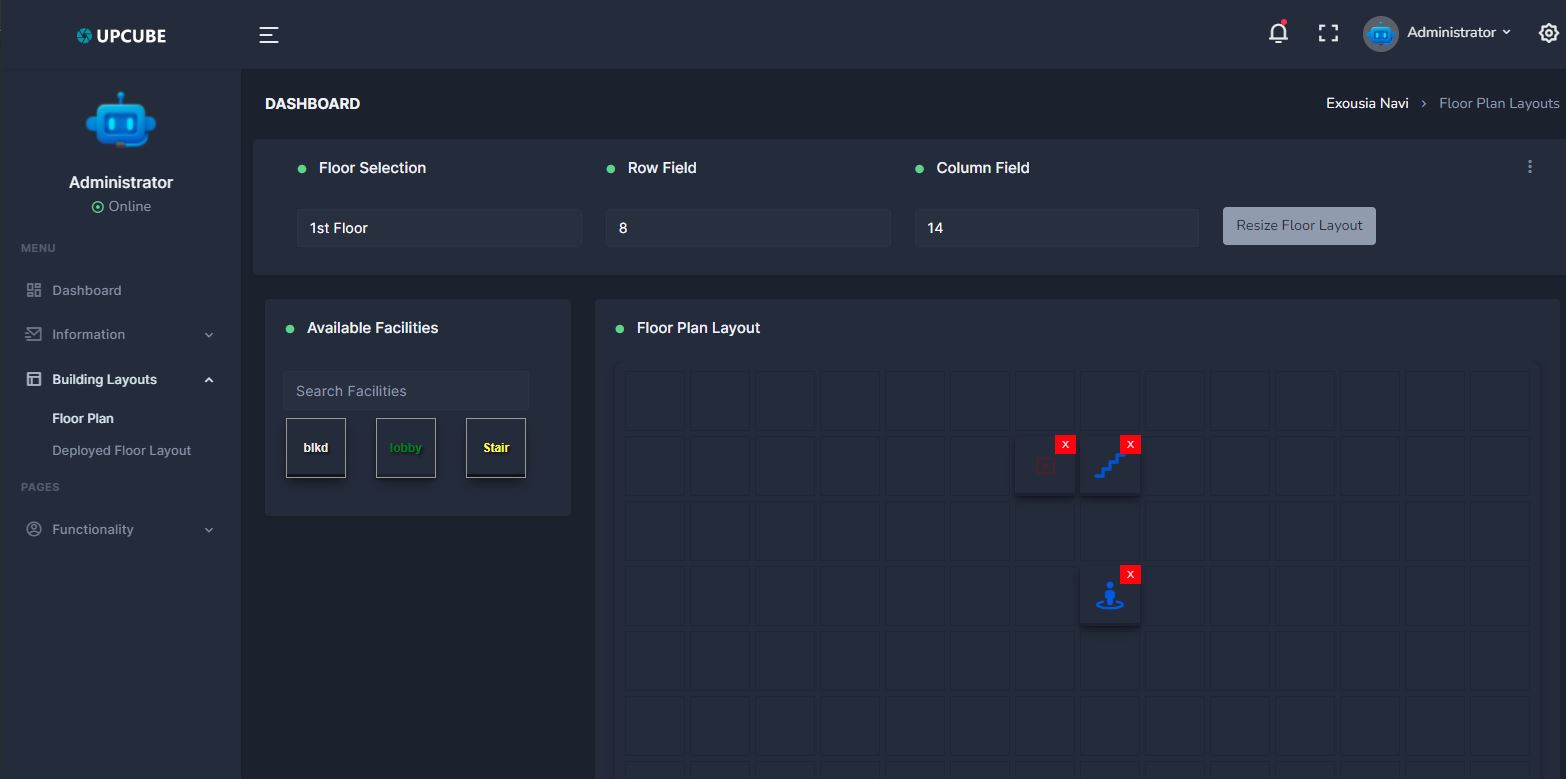 UPCUBE
Administrator
DASHBOARD
Exousia Navi > Floor Plan Layouts
Administrator
Online
MENU
Dashboard
Information
Building Layouts
Floor Plan
Deployed Floor Layout
PAGES
Functionality
Floor Selection
Row Field
Column Field
1st Floor
8
14
Resize Floor Layout
Available Facilities
Search Facilities
blkd
lobby
Stair
Floor Plan Layout
x
x
x